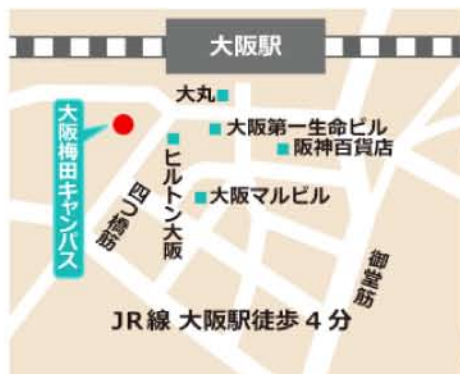 大阪駅
大丸
大阪第一生命ビル
阪神百貨店
大阪梅田キャンパス
ヒルトン大阪
大阪マルビル
四つ橋筋
御堂筋
JR線 大阪駅徒歩4分